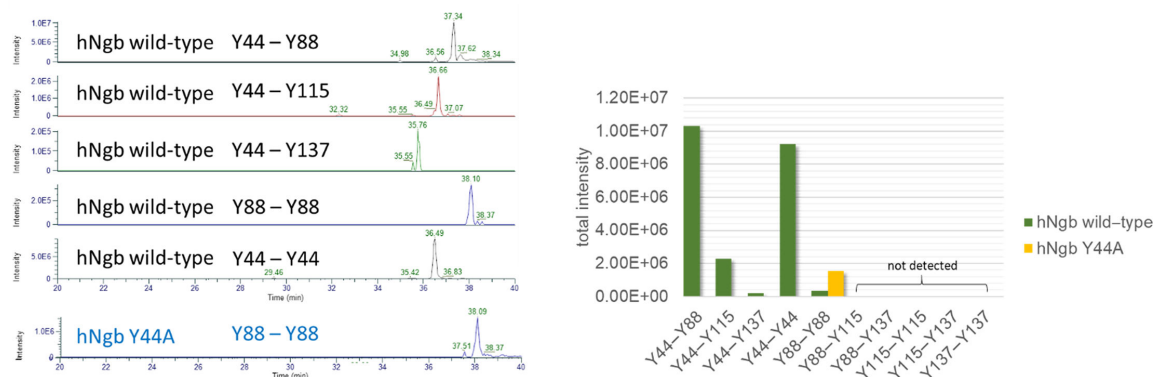 1.0E7
5.0E6
0
Intensity
hNgb wild-type Y44 – Y88
34.98
36.56
37.34
37.62
38.34
2.0E6
1.0E6
0
Intensity
hNgb wild-type Y44 – Y115
32.32
35.55
36.49
36.66
37.07
2.0E5
1.0E5
0
Intensity
hNgb wild-type Y44 – Y137
35.55
35.76
2.0E5
0
Intensity
hNgb wild-type Y88 – Y88
38.10
38.37
5.0E6
0
Intensity
hNgb wild-type Y44 – Y44
29.46
35.42
36.49
36.83
20 22 24 26 28 30 32 34 36 38 40
Time (min)
1.0E6
0
Intensity
hNgb Y44A Y88 – Y88
37.51
38.09
38.37
20 22 24 26 28 30 32 34 36 38 40
Time (min)
1.20E+07
1.00E+07
8.00E+06
6.00E+06
4.00E+06
2.00E+06
0.00E+00
total intensity
not detected
Y44–Y88
Y44–Y115
Y44–Y137
Y44–Y44
Y88–Y88
Y88–Y115
Y88–Y137
Y115–Y115
Y115–Y137
Y137–Y137
hNgb wild–type
hNgb Y44A